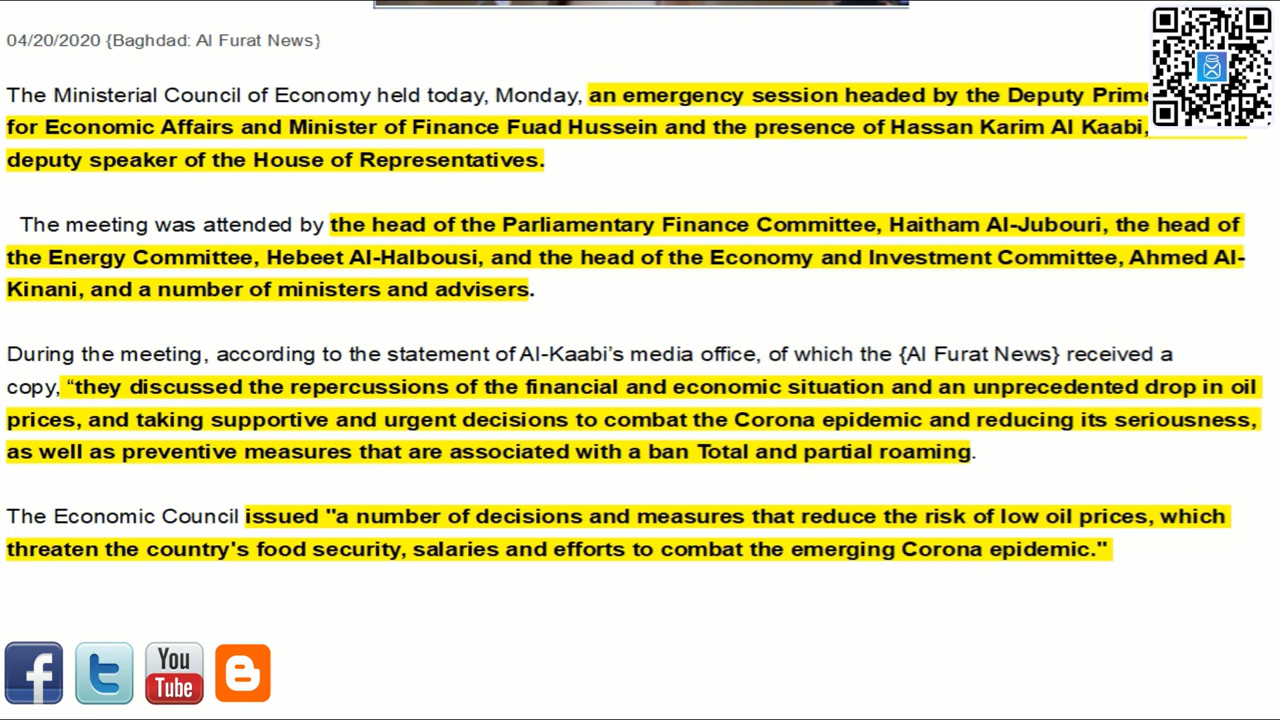 04/20/2020 {Baghdad: Al Furat News}
The Ministerial Council of Economy held today, Monday, an emergency session headed by the Deputy Prime
for Economic Affairs and Minister of Finance Fuad Hussein and the presence of Hassan Karim Al Kaabi,
deputy speaker of the House of Representatives.
The meeting was attended by the head of the Parliamentary Finance Committee, Haitham Al-Jubouri, the head of
the Energy Committee, Hebeet Al-Halbousi, and the head of the Economy and Investment Committee, Ahmed Al-
Kinani, and a number of ministers and advisers.
During the meeting, according to the statement of Al-Kaabi’s media office, of which the {Al Furat News} received a
copy, “they discussed the repercussions of the financial and economic situation and an unprecedented drop in oil
prices, and taking supportive and urgent decisions to combat the Corona epidemic and reducing its seriousness,
as well as preventive measures that are associated with a ban Total and partial roaming.
The Economic Council issued "a number of decisions and measures that reduce the risk of low oil prices, which
threaten the country's food security, salaries and efforts to combat the emerging Corona epidemic."
You
Tube